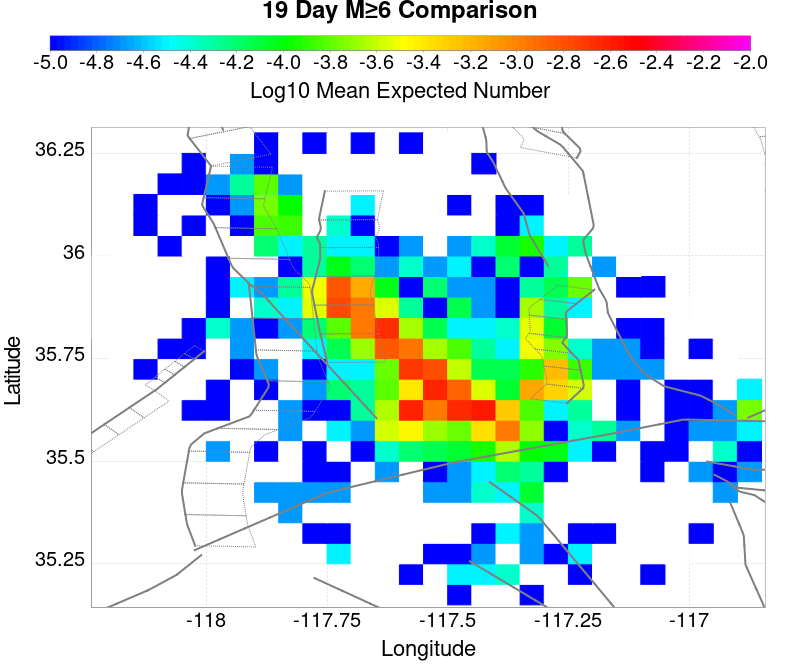 19 Day M≥6 Comparison
-5.0 -4.8 -4.6 -4.4 -4.2 -4.0 -3.8 -3.6 -3.4 -3.2 -3.0 -2.8 -2.6 -2.4 -2.2 -2.0
Log10 Mean Expected Number
36.25
36
35.75
35.5
35.25
Latitude
-118 -117.75 -117.5 -117.25 -117
Longitude